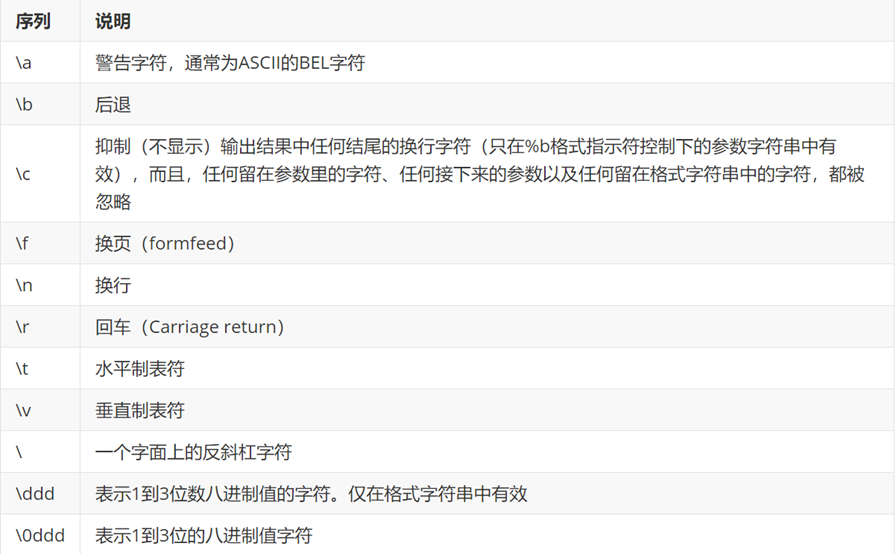 序列 说明
\a 警告字符，通常为ASCII的BEL字符
\b 后退
抑制（不显示）输出结果中任何结尾的换行字符（只在%b格式指示符控制下的参数字符串中有
\c 效），而且，任何留在参数里的字符、任何接下来的参数以及任何留在格式字符串中的字符，都被
忽略
\f 换页（formfeed）
\n 换行
\r 回车（Carriage return）
\t 水平制表符
\v 垂直制表符
\ 一个字面上的反斜杠字符
\ddd 表示1到3位数八进制值的字符。仅在格式字符串中有效
\0ddd 表示1到3位的八进制值字符